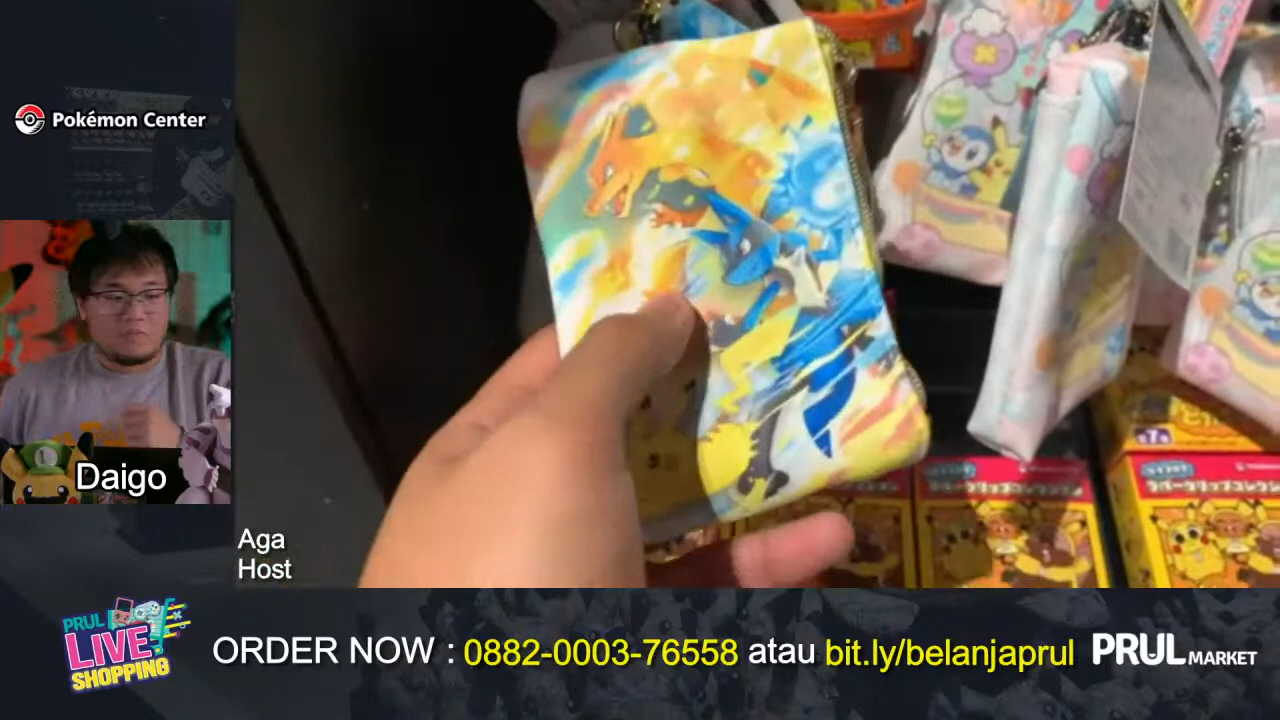 Pokémon Center
Daigo
Aga
Host
PRUL
LIVE!
SHOPPING
ORDER NOW : 0882-0003-76558 atau bit.ly/belanjaprul
PRUL MARKET